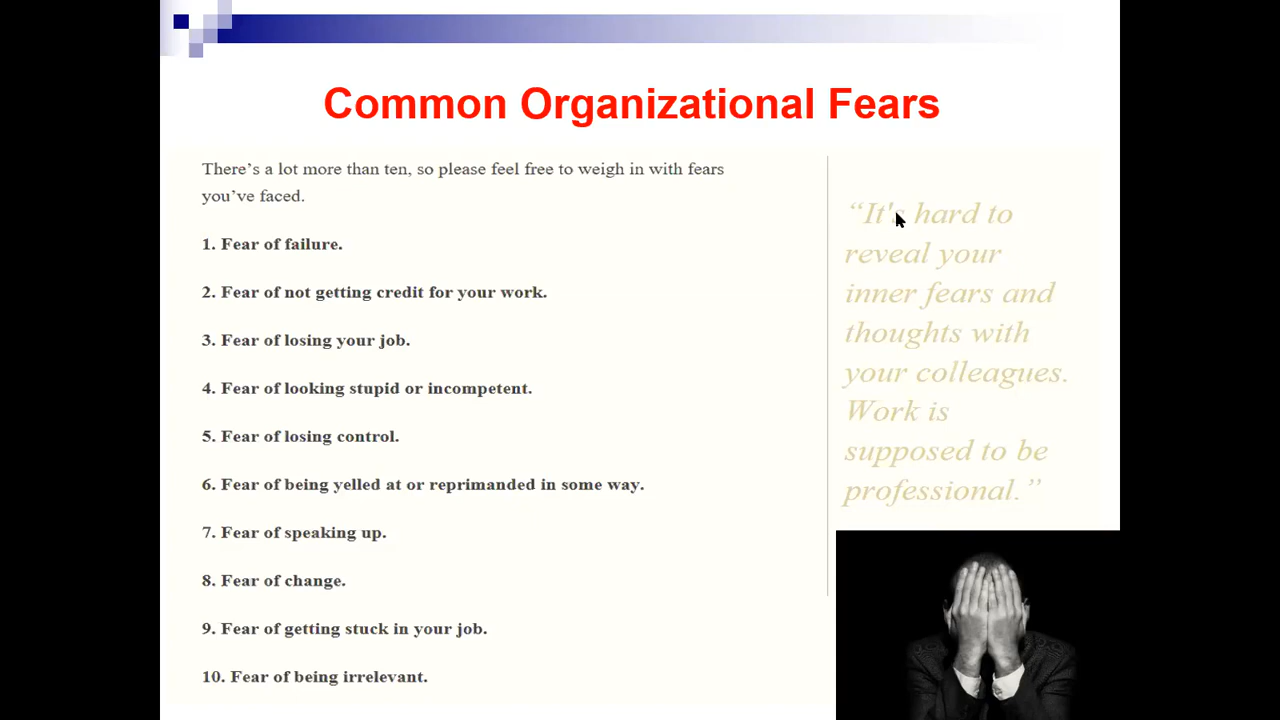 Common Organizational Fears
There's a lot more than ten, so please feel free to weigh in with fears
you've faced.
1. Fear of failure.
2. Fear of not getting credit for your work.
3. Fear of losing your job.
4. Fear of looking stupid or incompetent.
5. Fear of losing control.
6. Fear of being yelled at or reprimanded in some way.
7. Fear of speaking up.
8. Fear of change.
9. Fear of getting stuck in your job.
10. Fear of being irrelevant.
“It's hard to
reveal your
inner fears and
thoughts with
your colleagues.
Work is
supposed to be
professional.”